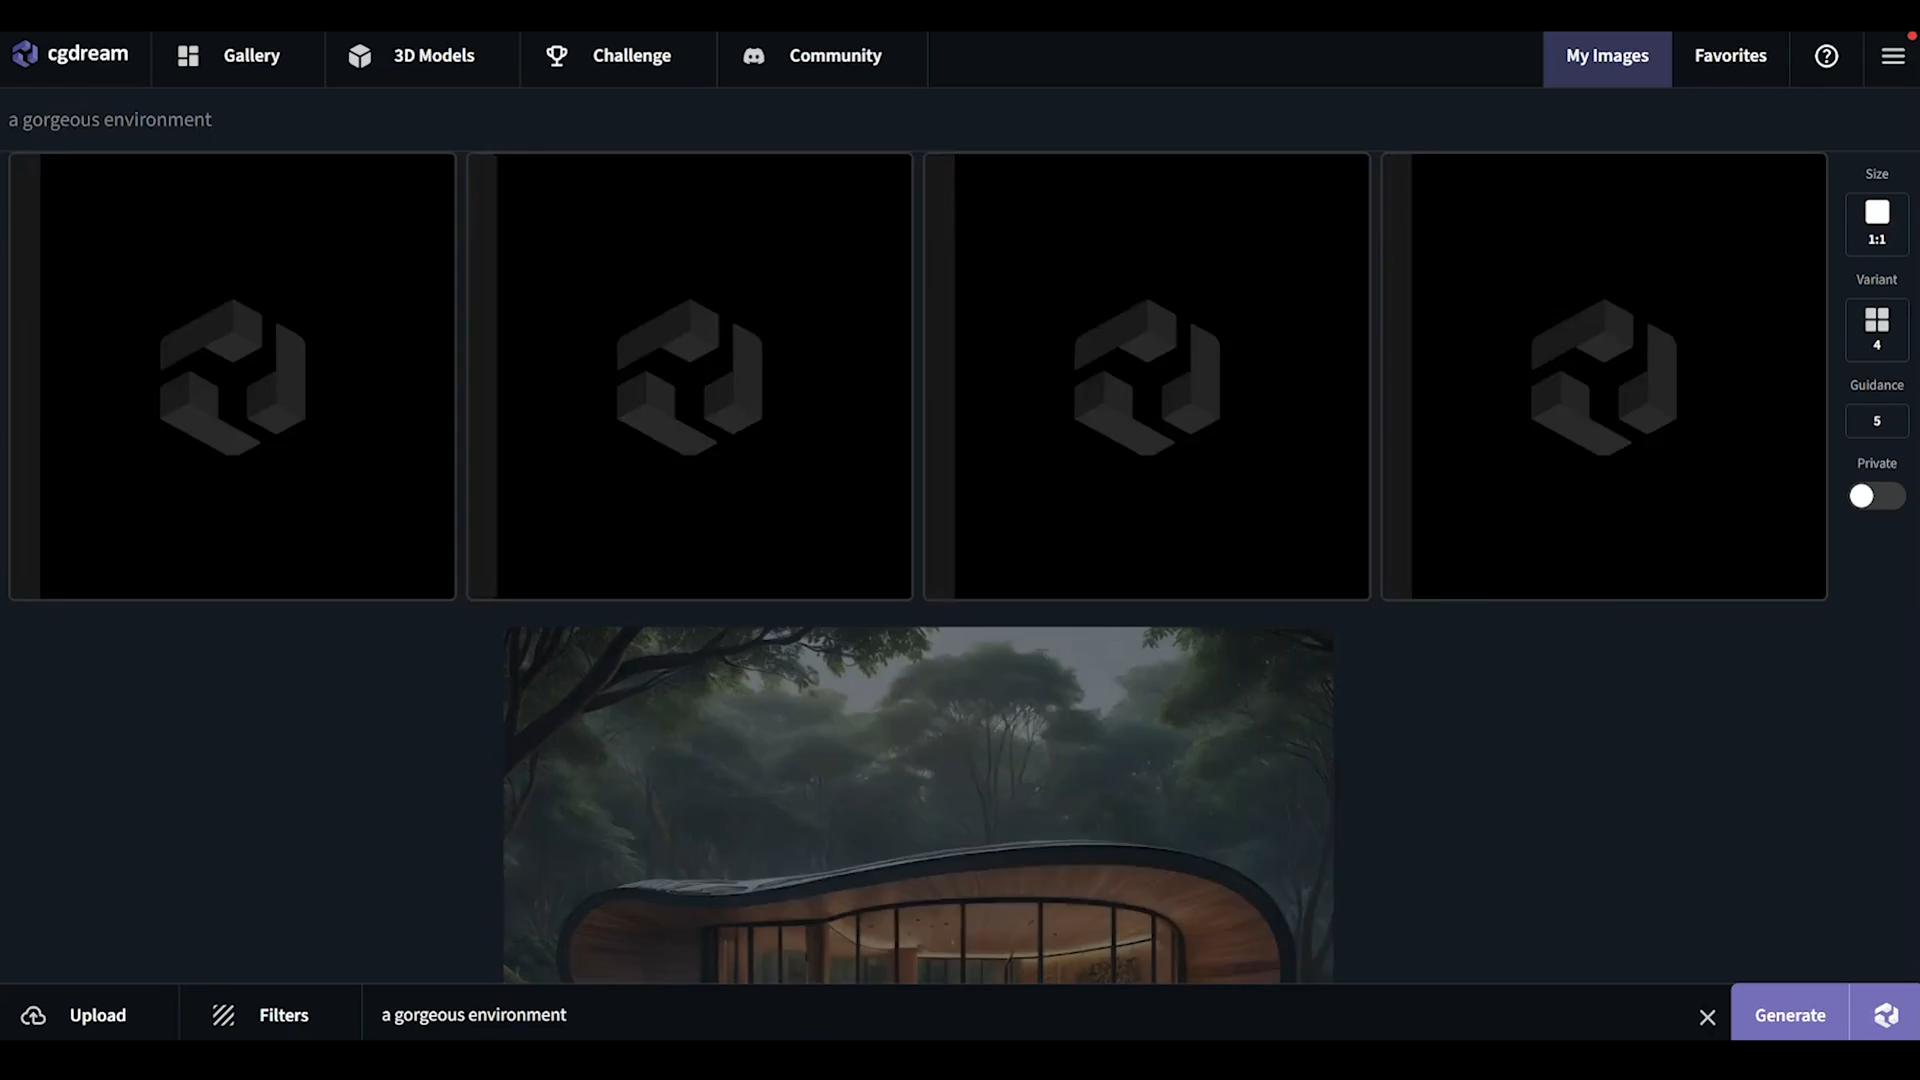 cgdream
Gallery
3D Models
Challenge
Community
My Images
Favorites
a gorgeous environment
Size
1:1
Variant
4
Guidance
5
Private
Upload
Filters
a gorgeous environment
Generate